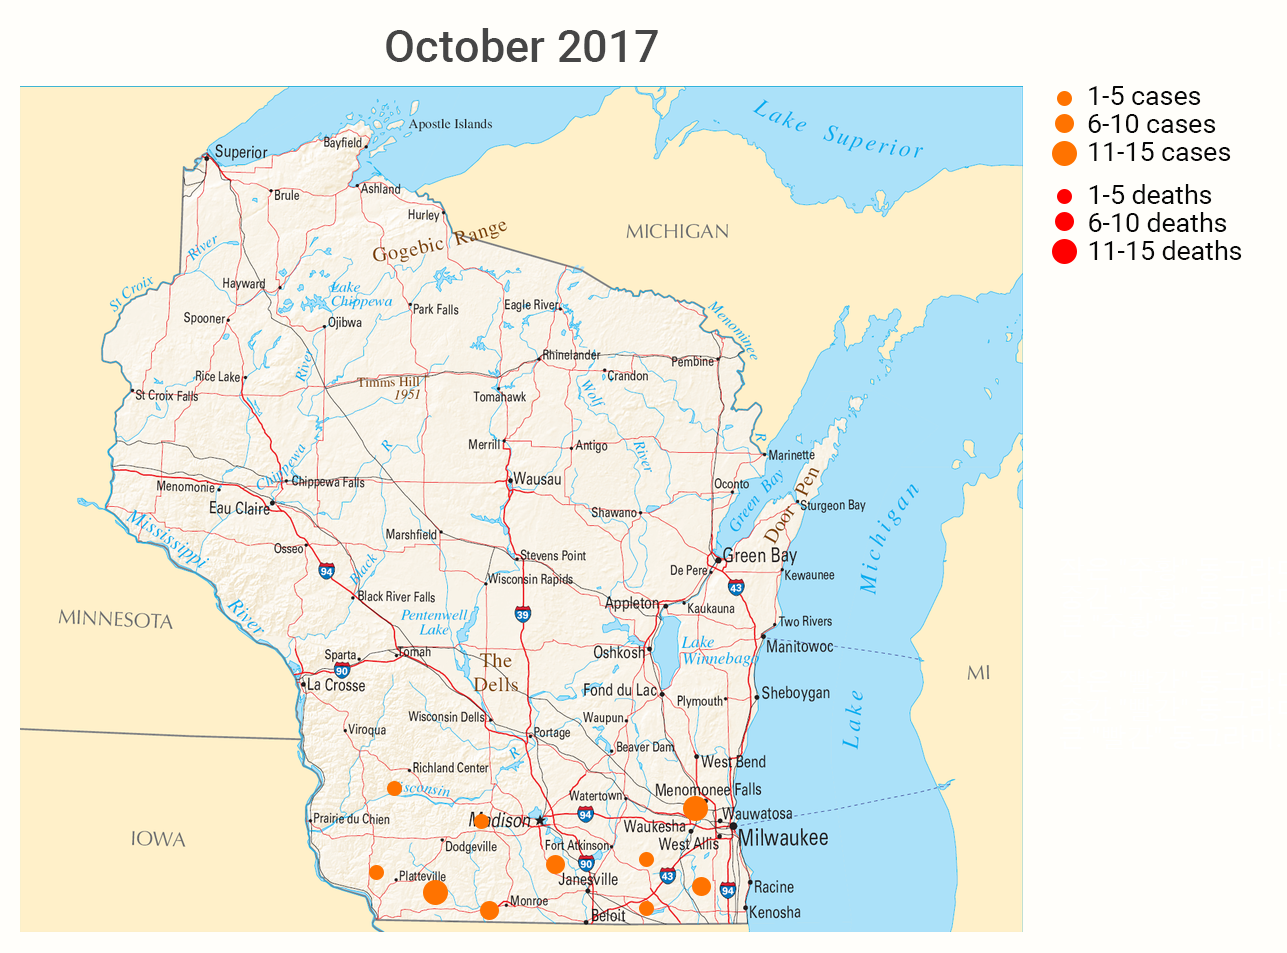 October 2017
1-5 cases
6-10 cases
11-15 cases
1-5 deaths
6-10 deaths
11-15 deaths
Lake Superior
Apostle Islands
Bayfield
Superior
Ashland
Brule
Hurley
Gogebic Range
MICHIGAN
River
St Croix
Hayward
Lake
Chippewa
Park Falls
Eagle River
Menominee
Spooner
Ojibwa
River
Rhinelander
Pembine
Rice Lake
Timms Hill
1951
Crandon
St Croix Falls
Tomahawk
Wolf
R
Merrill
Antigo
River
R
Marinette
Chippewa
Chippewa Falls
Wausau
Menomonie
Oconto
Green Bay
Door Pen
Eau Claire
Shawano
Sturgeon Bay
Mississippi
Marshfield
Michigan
Osseo
Stevens Point
Green Bay
94
Black
De Pere
Kewaunee
Wisconsin Rapids
43
River
Black River Falls
Appleton
Kaukauna
MINNESOTA
Pentenwell
Lake
39
Two Rivers
Lake
Winnebago
Manitowoc
Sparta
Tomah
Oshkosh
90
The
Dells
MI
La Crosse
Fond du Lac
Plymouth
Sheboygan
Lake
Wisconsin Dells
Waupun
Viroqua
Portage
Beaver Dam
R
Richland Center
West Bend
isconsin
Watertown
Menomonee Falls
Prairie du Chien
Madison
94
Wauwatosa
Waukesha
Milwaukee
IOWA
Dodgeville
Fort Atkinson
West Allis
90
43
Platteville
Janesville
94
Racine
Monroe
Beloit
Kenosha